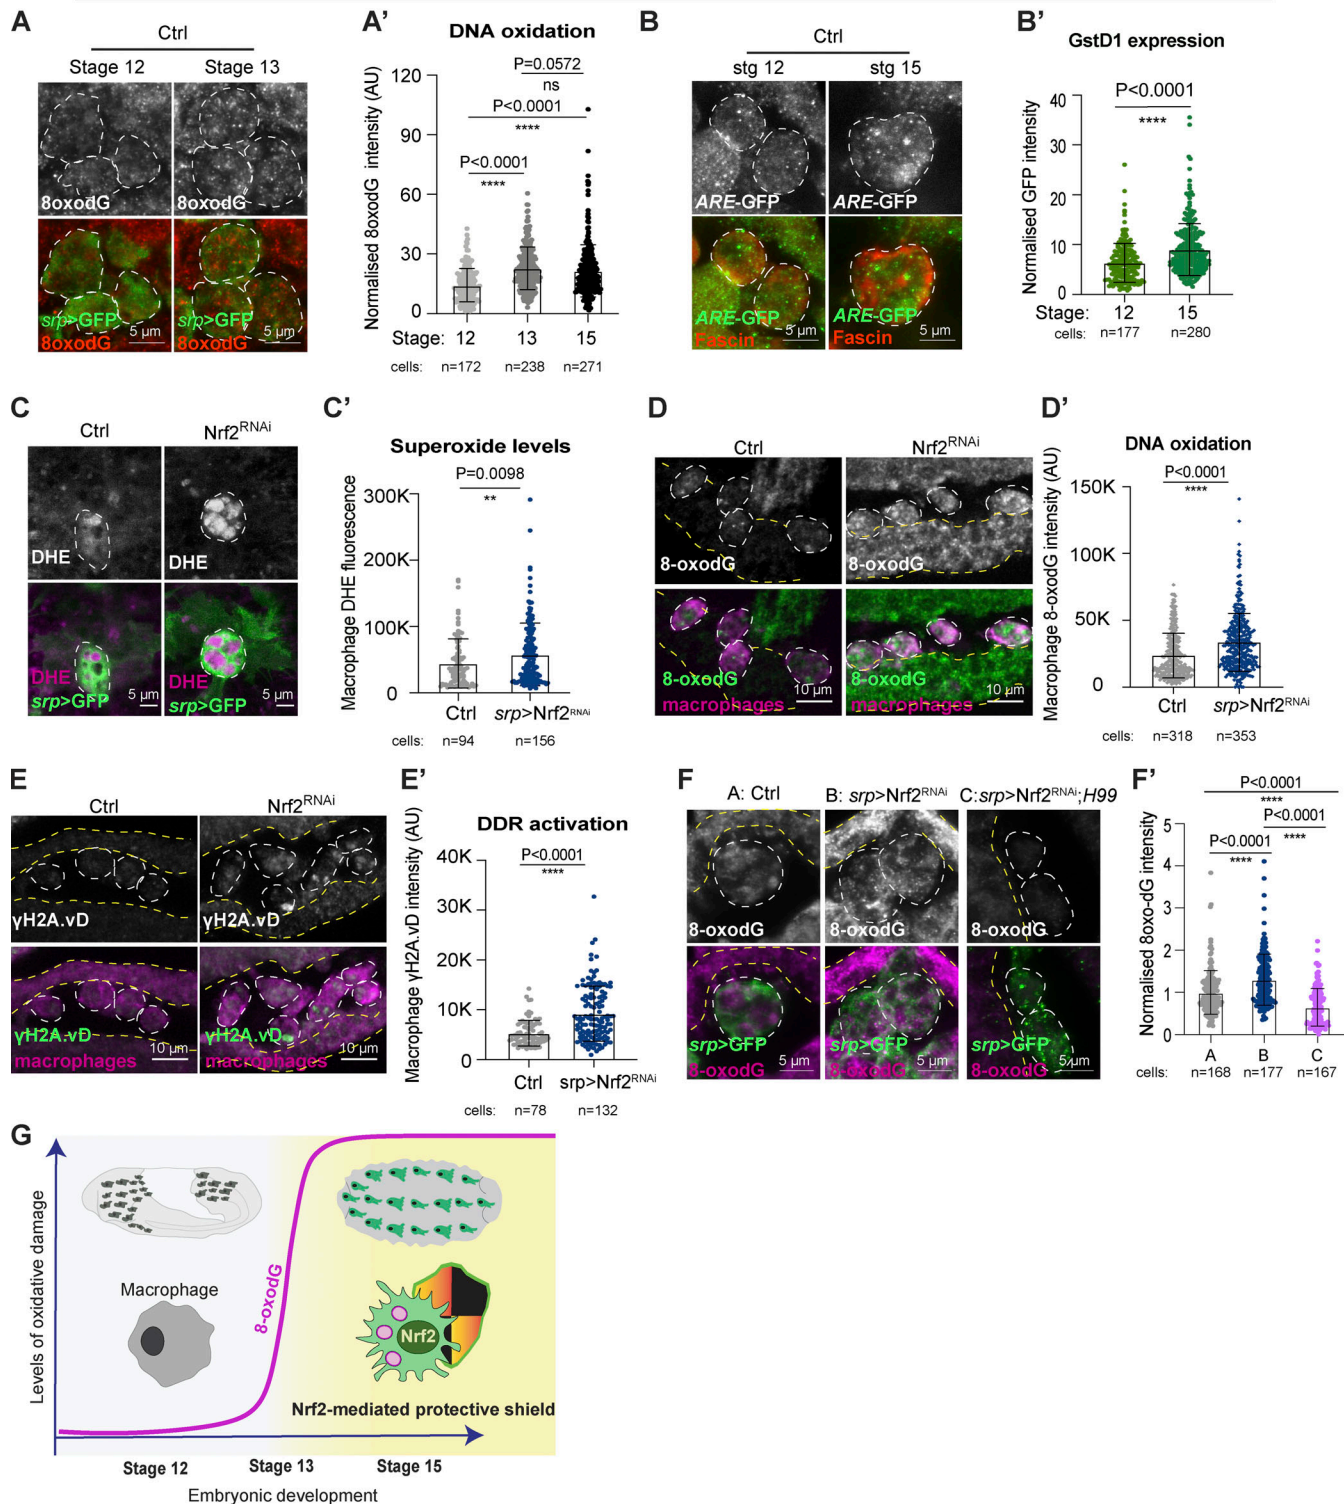 A
Ctrl
Stage 12
Stage 13
8oxodG
8oxodG
srp>GFP
8oxodG
5 µm
srp>GFP
8oxodG
5 µm
A’
DNA oxidation
Normalised 8oxodG intensity (AU)
120
90
60
30
0
P=0.0572
ns
P<0.0001
****
P<0.0001
****
Stage: 12 13 15
cells: n=172 n=238 n=271
B
Ctrl
stg 12
stg 15
ARE-GFP
ARE-GFP
ARE-GFP
Fascin
5 µm
ARE-GFP
Fascin
5 µm
B’
GstD1 expression
Normalised GFP intensity
40
30
20
10
0
P<0.0001
****
Stage: 12 15
cells: n=177 n=280
C
Ctrl
Nrf2RNAi
DHE
DHE
DHE
srp>GFP
5 µm
DHE
srp>GFP
5 µm
C’
Superoxide levels
Macrophage DHE fluorescence
300K
200K
100K
0
P=0.0098
**
Ctrl srp>Nrf2RNAi
cells: n=94 n=156
D
Ctrl
Nrf2RNAi
8-oxodG
8-oxodG
8-oxodG
macrophages
10 µm
8-oxodG
macrophages
10 µm
D’
DNA oxidation
Macrophage 8-oxodG intensity (AU)
150K
100K
50K
0
P<0.0001
****
Ctrl srp>Nrf2RNAi
cells: n=318 n=353
E
Ctrl
Nrf2RNAi
γH2A.vD
γH2A.vD
γH2A.vD
macrophages
10 µm
γH2A.vD
macrophages
10 µm
E’
DDR activation
Macrophage γH2A.vD intensity (AU)
40K
30K
20K
10K
0
P<0.0001
****
Ctrl srp>Nrf2RNAi
cells: n=78 n=132
F
A: Ctrl
B: srp>Nrf2RNAi
C:srp>Nrf2RNAi;H99
8-oxodG
8-oxodG
8-oxodG
srp>GFP
8-oxodG
5 µm
srp>GFP
8-oxodG
5 µm
srp>GFP
8-oxodG
5 µm
F’
Normalised 8oxo-dG intensity
5
4
3
2
1
0
P<0.0001
****
P<0.0001
****
P<0.0001
****
A B C
cells: n=168 n=177 n=167
G
Levels of oxidative damage
Macrophage
8-oxodG
Nrf2
Nrf2-mediated protective shield
Stage 12
Stage 13
Stage 15
Embryonic development